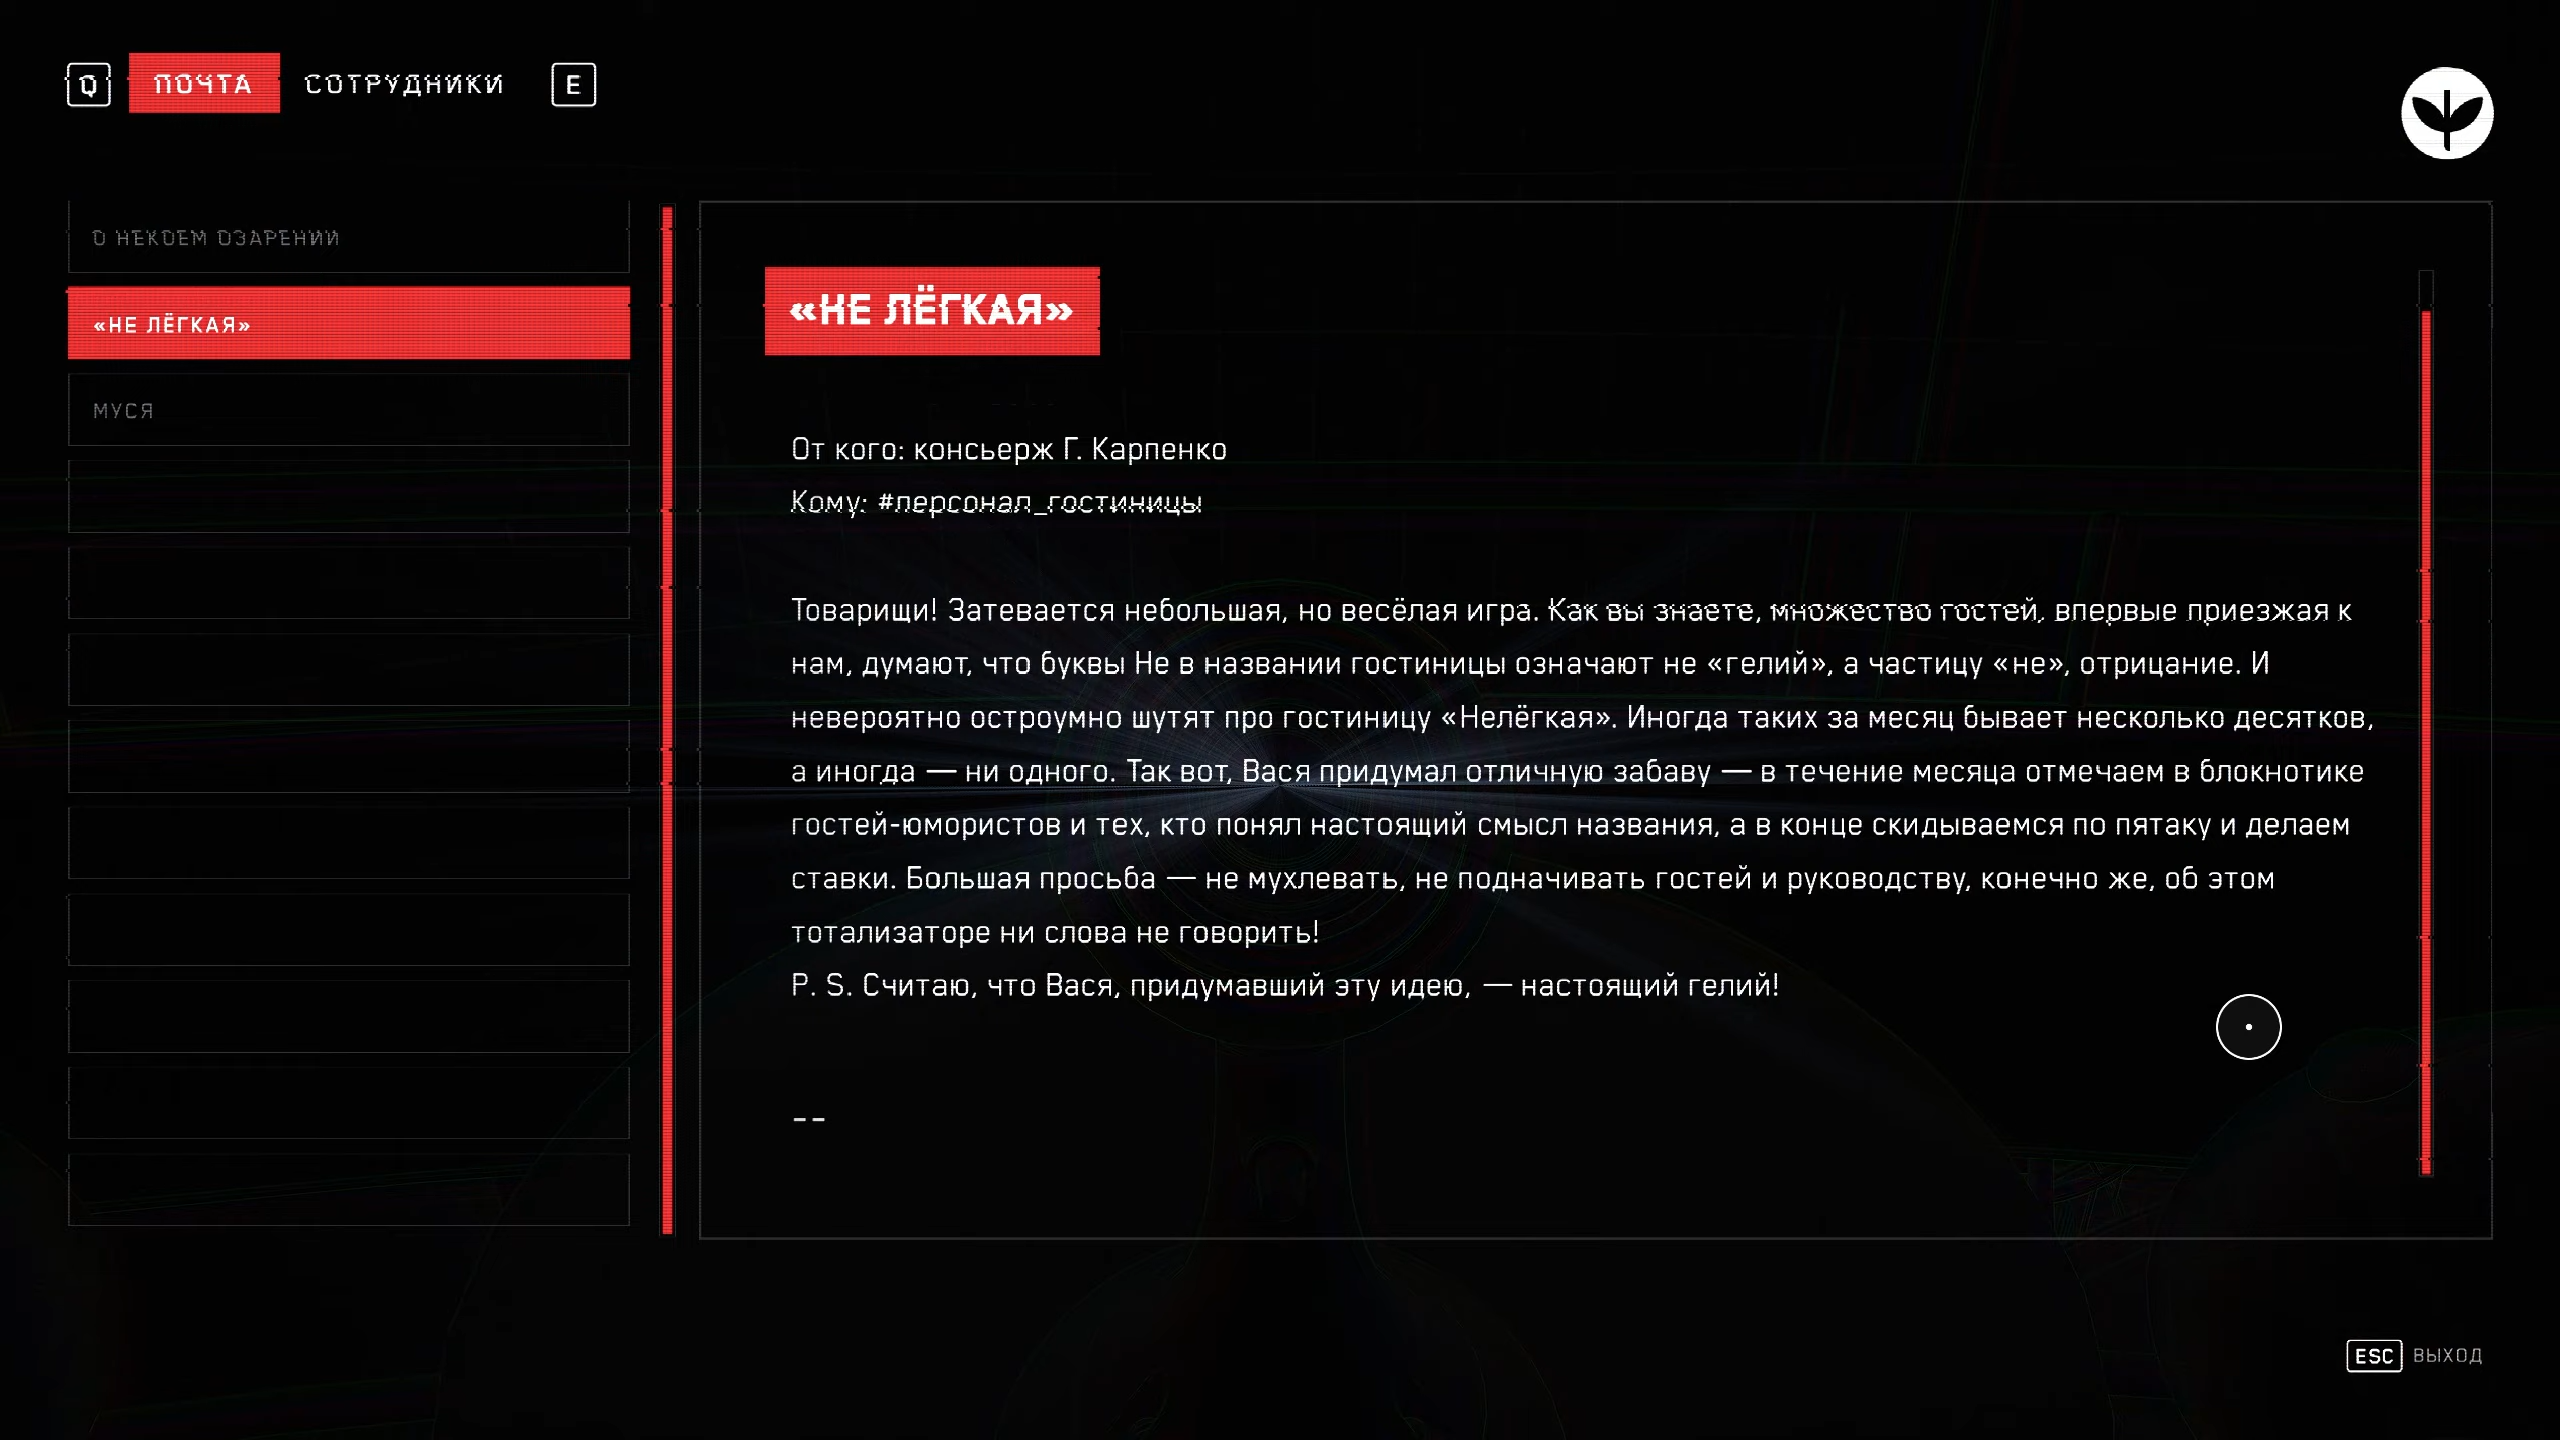 Q ПОЧТА СОТРУДНИКИ E
О НЕКОЕМ ОЗАРЕНИИ
«НЕ ЛЁГКАЯ»
МУСЯ
«НЕ ЛЁГКАЯ»
От кого: консьерж Г. Карпенко
Кому: #персонал_гостиницы
Товарищи! Затевается небольшая, но весёлая игра. Как вы знаете, множество гостей, впервые приезжая к
нам, думают, что буквы Не в названии гостиницы означают не «гелий», а частицу «не», отрицание. И
невероятно остроумно шутят про гостиницу «Нелёгкая». Иногда таких за месяц бывает несколько десятков,
а иногда — ни одного. Так вот, Вася придумал отличную забаву — в течение месяца отмечаем в блокнотике
гостей-юмористов и тех, кто понял настоящий смысл названия, а в конце скидываемся по пятаку и делаем
ставки. Большая просьба — не мухлевать, не подначивать гостей и руководству, конечно же, об этом
тотализаторе ни слова не говорить!
P. S. Считаю, что Вася, придумавший эту идею, — настоящий гелий!
--
ESC ВЫХОД